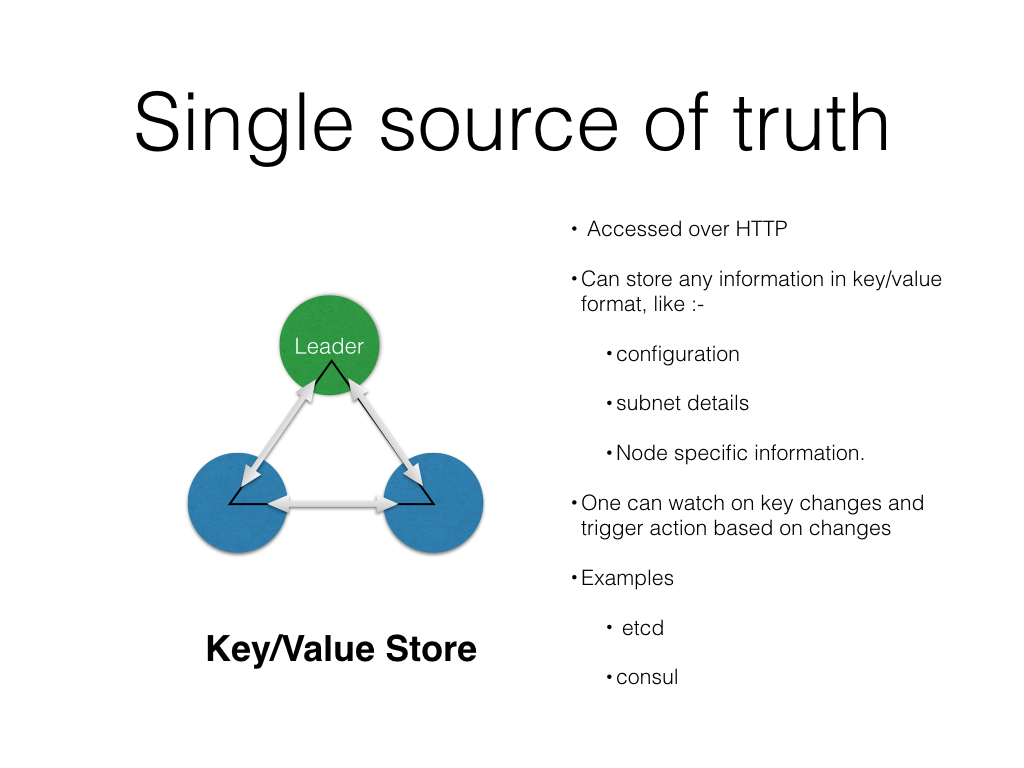 Single source of truth
• Accessed over HTTP
• Can store any information in key/value
format, like :-
• configuration
• subnet details
• Node specific information.
• One can watch on key changes and
trigger action based on changes
• Examples
• etcd
• consul
Leader
Key/Value Store